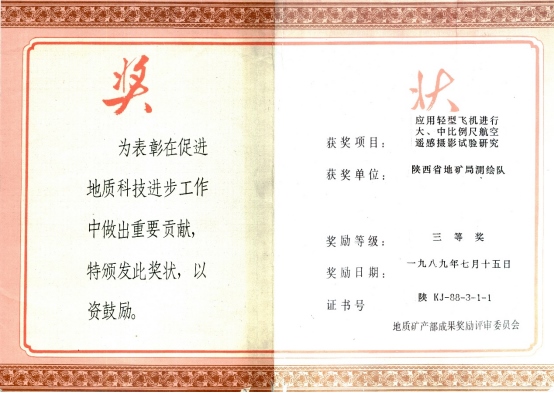 奖
为表彰在促进
地质科技进步工作
中做出重要贡献,
特颁发此奖状，以
资鼓励。
状
获奖项目：应用轻型飞机进行
大、中比例尺航空
遥感摄影试验研究
获奖单位：陕西省地矿局测绘队
奖励等级：三等奖
奖励日期：一九八九年七月十五日
证书号 陕 KJ-88-3-1-1
地质矿产部成果奖励评审委员会